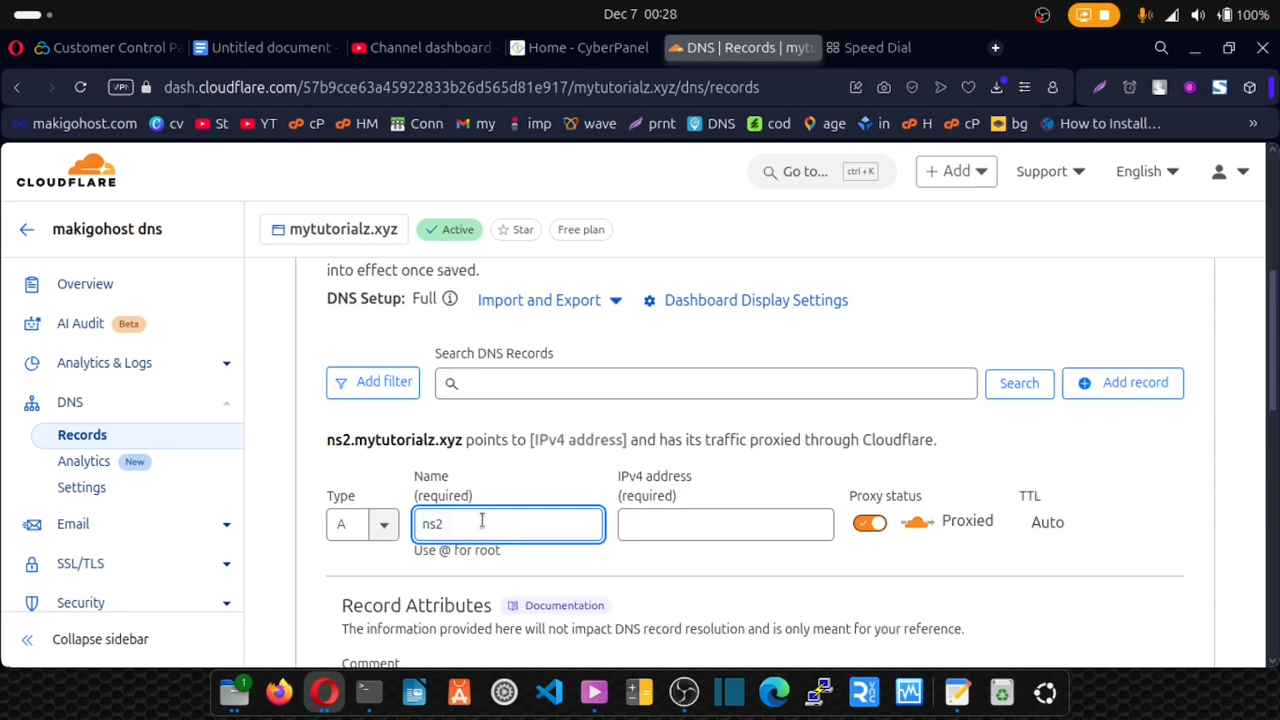 Dec 7 00:28
100%
Customer Control Pa
Untitled document
Channel dashboard
Home - CyberPanel
DNS | Records | mytu
Speed Dial
VPN
dash.cloudflare.com/57b9cce63a45922833b26d565d81e917/mytutorialz.xyz/dns/records
makigohost.com
cv
St
YT
cP
HM
Conn
my
imp
wave
prnt
DNS
cod
age
in
H
cP
bg
How to Install...
»
CLOUDFLARE
Go to...
ctrl + K
+ Add
Support
English
makigohost dns
mytutorialz.xyz
Active
Star
Free plan
Overview
AI Audit
Beta
Analytics & Logs
DNS
Records
Analytics
New
Settings
Email
SSL/TLS
Security
Collapse sidebar
into effect once saved.
DNS Setup: Full
Import and Export
Dashboard Display Settings
Search DNS Records
Add filter
Search
Add record
ns2.mytutorialz.xyz points to [IPv4 address] and has its traffic proxied through Cloudflare.
Type
Name
(required)
IPv4 address
(required)
Proxy status
TTL
A
ns2
Proxied
Auto
Use @ for root
Record Attributes
Documentation
The information provided here will not impact DNS record resolution and is only meant for your reference.
Comment
1